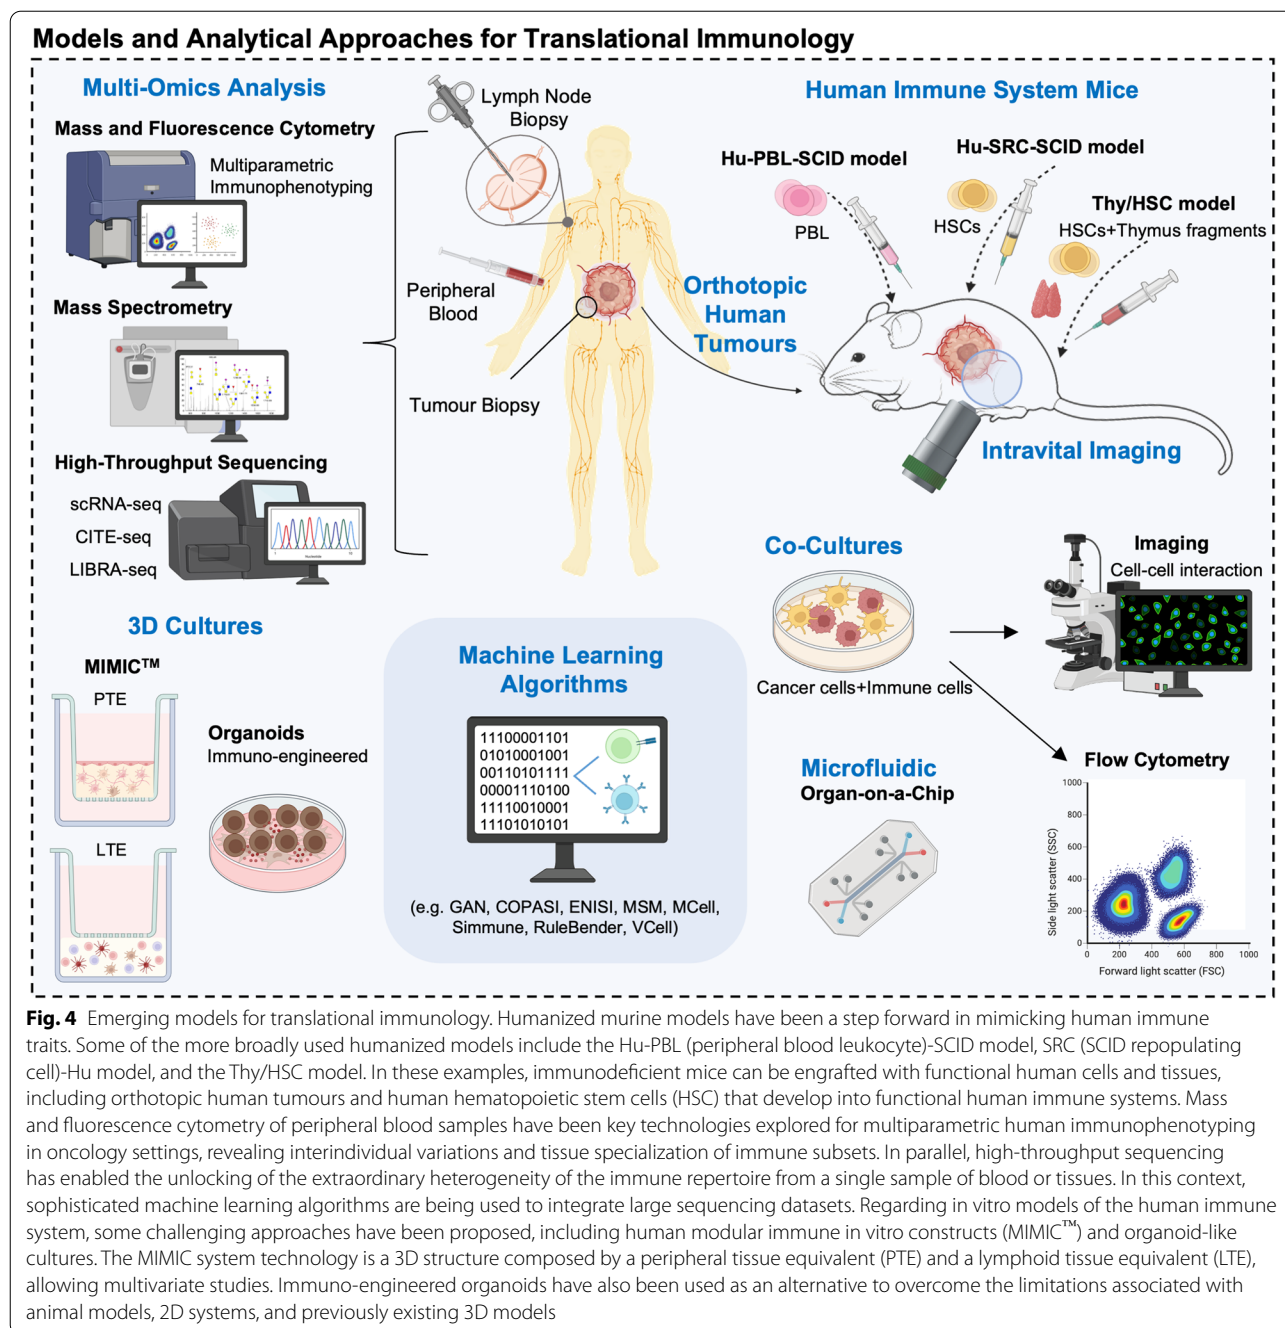 Models and Analytical Approaches for Translational Immunology
Multi-Omics Analysis
Mass and Fluorescence Cytometry
Multiparametric
Immunophenotyping
Mass Spectrometry
High-Throughput Sequencing
scRNA-seq
CITE-seq
LIBRA-seq
Lymph Node
Biopsy
Peripheral
Blood
Tumour Biopsy
Orthotopic
Human
Tumours
Human Immune System Mice
Hu-PBL-SCID model
PBL
Hu-SRC-SCID model
HSCs
Thy/HSC model
HSCs+Thymus fragments
Intravital Imaging
3D Cultures
MIMIC™
PTE
LTE
Organoids
Immuno-engineered
Machine Learning
Algorithms
11100001101
01010001001
00110101111
00001110100
11110010001
11101010101
(e.g. GAN, COPASI, ENISI, MSM, MCell,
Simmune, RuleBender, VCell)
Co-Cultures
Cancer cells+Immune cells
Imaging
Cell-cell interaction
Microfluidic
Organ-on-a-Chip
Flow Cytometry
Side light scatter (SSC)
1000
800
600
400
200
0
0 200 400 600 800 1000
Forward light scatter (FSC)
Fig. 4 Emerging models for translational immunology. Humanized murine models have been a step forward in mimicking human immune
traits. Some of the more broadly used humanized models include the Hu-PBL (peripheral blood leukocyte)-SCID model, SRC (SCID repopulating
cell)-Hu model, and the Thy/HSC model. In these examples, immunodeficient mice can be engrafted with functional human cells and tissues,
including orthotopic human tumours and human hematopoietic stem cells (HSC) that develop into functional human immune systems. Mass
and fluorescence cytometry of peripheral blood samples have been key technologies explored for multiparametric human immunophenotyping
in oncology settings, revealing interindividual variations and tissue specialization of immune subsets. In parallel, high-throughput sequencing
has enabled the unlocking of the extraordinary heterogeneity of the immune repertoire from a single sample of blood or tissues. In this context,
sophisticated machine learning algorithms are being used to integrate large sequencing datasets. Regarding in vitro models of the human immune
system, some challenging approaches have been proposed, including human modular immune in vitro constructs (MIMIC™) and organoid-like
cultures. The MIMIC system technology is a 3D structure composed by a peripheral tissue equivalent (PTE) and a lymphoid tissue equivalent (LTE),
allowing multivariate studies. Immuno-engineered organoids have also been used as an alternative to overcome the limitations associated with
animal models, 2D systems, and previously existing 3D models